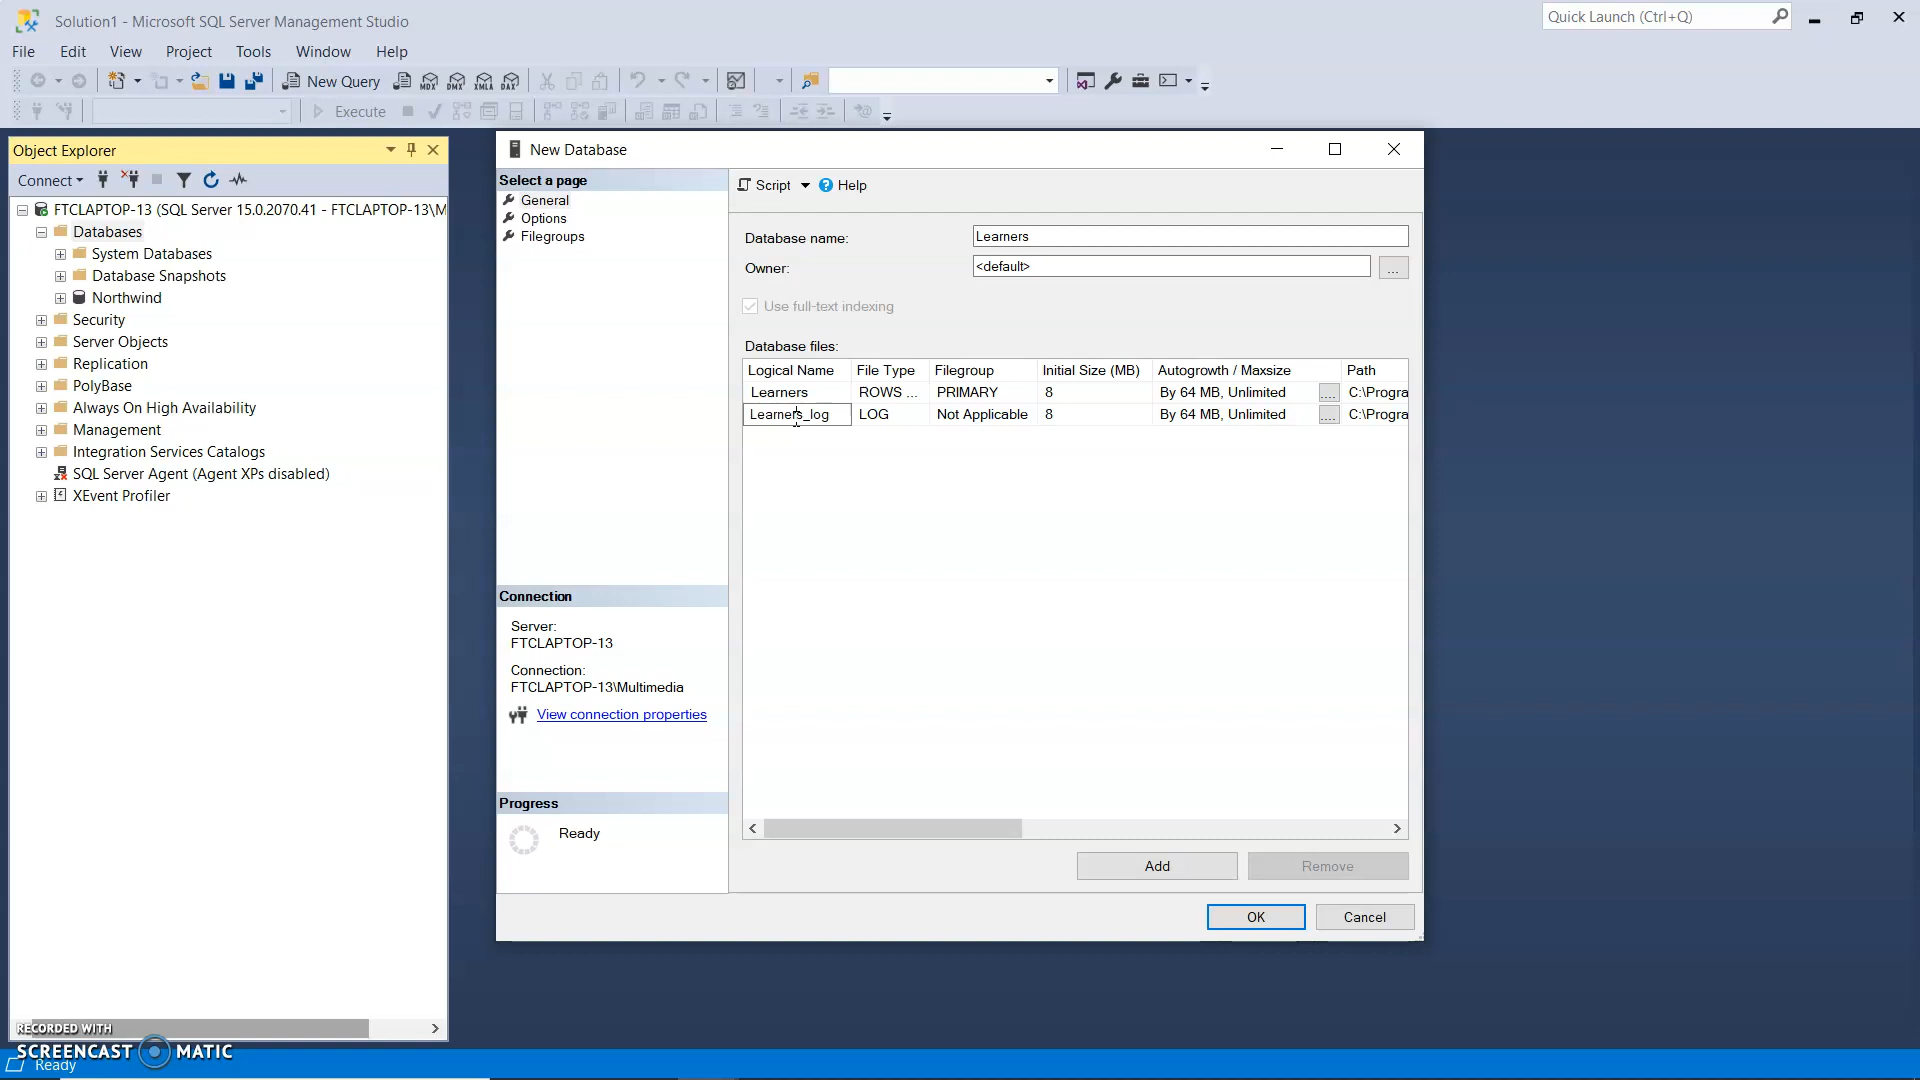 Solution1 - Microsoft SQL Server Management Studio
Quick Launch (Ctrl+Q)
File Edit View Project Tools Window Help
New Query MDX DMX XMLA DAX
Execute
Object Explorer
Connect
FTCLAPTOP-13 (SQL Server 15.0.2070.41 - FTCLAPTOP-13\M
Databases
System Databases
Database Snapshots
Northwind
Security
Server Objects
Replication
PolyBase
Always On High Availability
Management
Integration Services Catalogs
SQL Server Agent (Agent XPs disabled)
XEvent Profiler
New Database
Select a page
General
Options
Filegroups
Script Help
Database name: Learners
Owner: <default> ...
Use full-text indexing
Database files:
Logical Name File Type Filegroup Initial Size (MB) Autogrowth / Maxsize Path
Learners ROWS ... PRIMARY 8 By 64 MB, Unlimited .... C:\Progra
Learners_log LOG Not Applicable 8 By 64 MB, Unlimited .... C:\Progra
Connection
Server:
FTCLAPTOP-13
Connection:
FTCLAPTOP-13\Multimedia
View connection properties
Progress
Ready
Add Remove
OK Cancel
RECORDED WITH
SCREENCAST MATIC
Ready